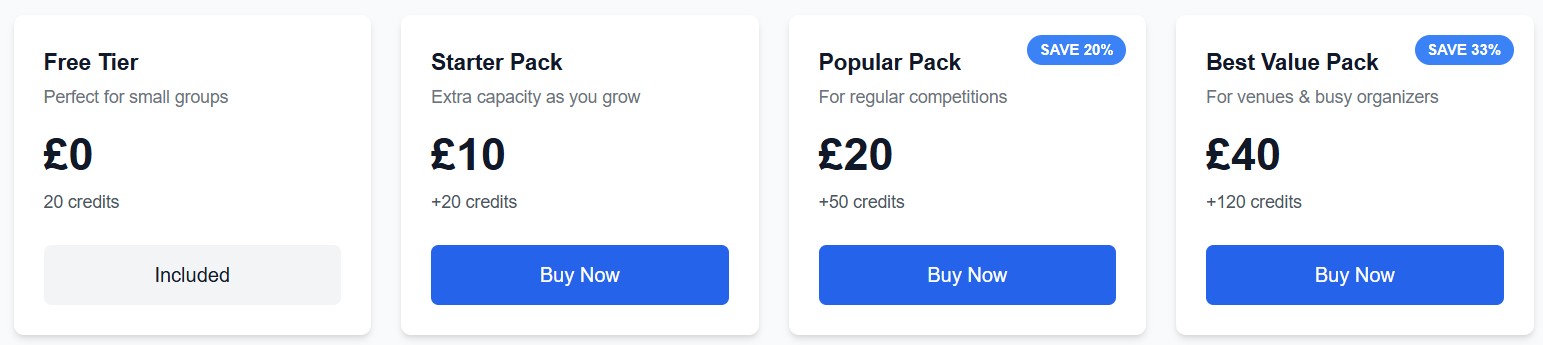 Free Tier
Perfect for small groups
£0
20 credits
Included
Starter Pack
Extra capacity as you grow
£10
+20 credits
Buy Now
Popular Pack
SAVE 20%
For regular competitions
£20
+50 credits
Buy Now
Best Value Pack
SAVE 33%
For venues & busy organizers
£40
+120 credits
Buy Now